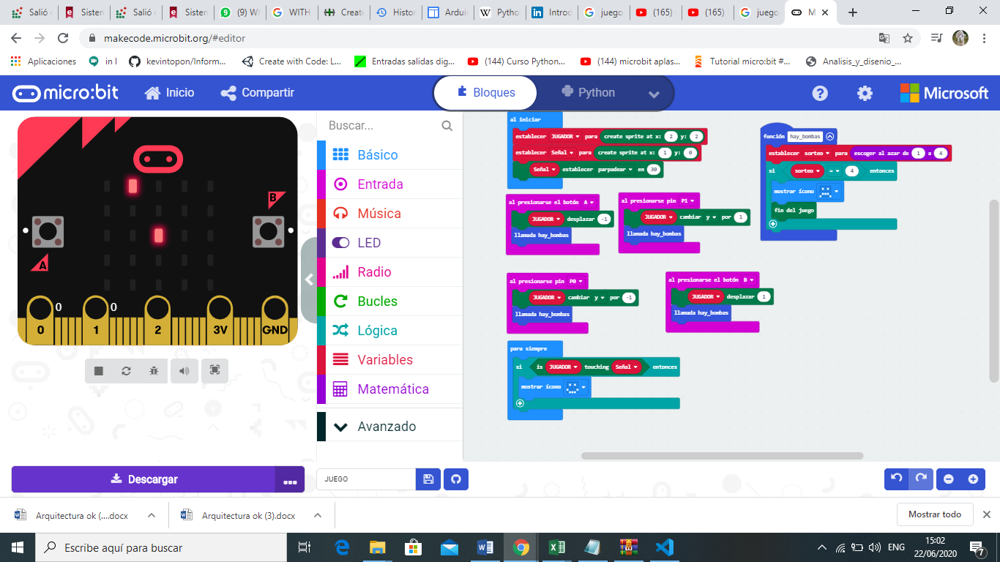 Salió
Sisten
Salió
Sisten
(9) W
WITH
Create
Histor
Arduin
Pytho
Introd
juego
(165)
(165)
juego
M
makecode.microbit.org/#editor
Aplicaciones
in l
kevintopon/Inform...
Create with Code: L...
Entradas salidas dig...
(144) Curso Python...
(144) microbit aplas...
Tutorial micro:bit #...
Analisis_y_disenio_...
micro:bit
Inicio
Compartir
Bloques
Python
Microsoft
B
A
0
0
0 1 2 3V GND
Buscar...
Básico
Entrada
Música
LED
Radio
Bucles
Lógica
Variables
Matemática
Avanzado
al iniciar
establecer JUGADOR para create sprite at x: 2 y: 2
establecer Señal para create sprite at x: 1 y: 0
Señal establecer parpadear en 30
al presionarse el botón A
JUGADOR desplazar -1
llamada hay_bombas
al presionarse pin P1
JUGADOR cambiar y por 1
llamada hay_bombas
función hay_bombas
establecer sorteo para escoger al azar de 1 a 4
si sorteo = 4 entonces
mostrar ícono
fin del juego
al presionarse pin P0
JUGADOR cambiar y por -1
llamada hay_bombas
al presionarse el botón B
JUGADOR desplazar 1
llamada hay_bombas
para siempre
si is JUGADOR touching Señal entonces
mostrar ícono
Descargar
JUEGO
Arquitectura ok (....docx
Arquitectura ok (3).docx
Mostrar todo
Escribe aquí para buscar
ENG
15:02
22/06/2020
7